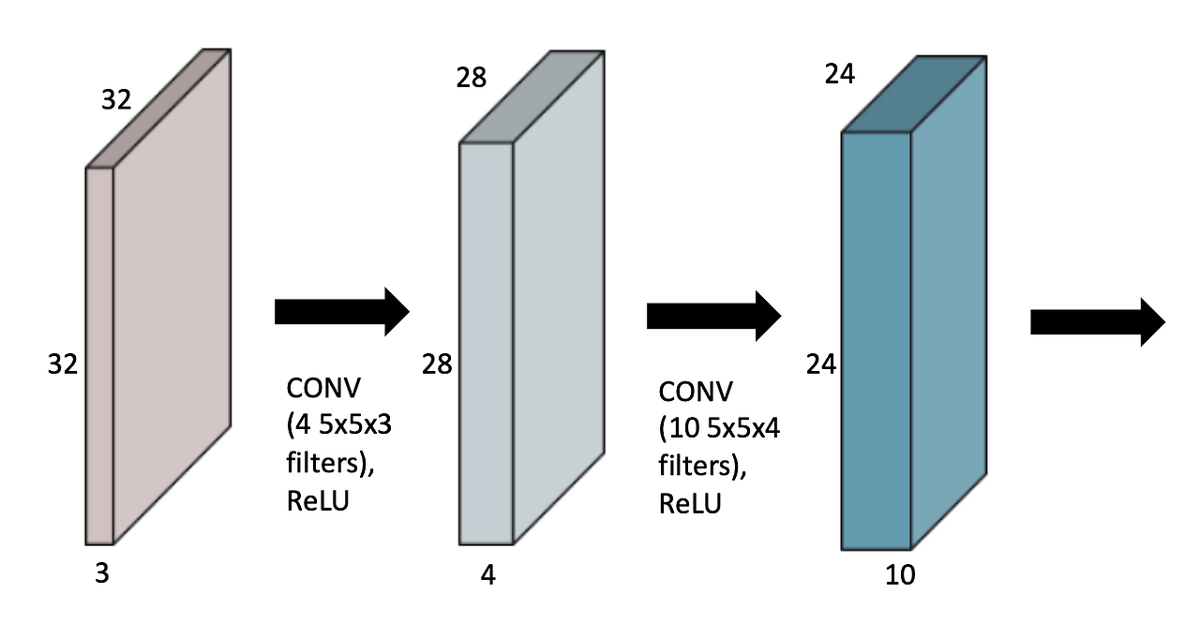 32
32
3
CONV
(4 5x5x3
filters),
ReLU
28
28
4
CONV
(10 5x5x4
filters),
ReLU
24
24
10